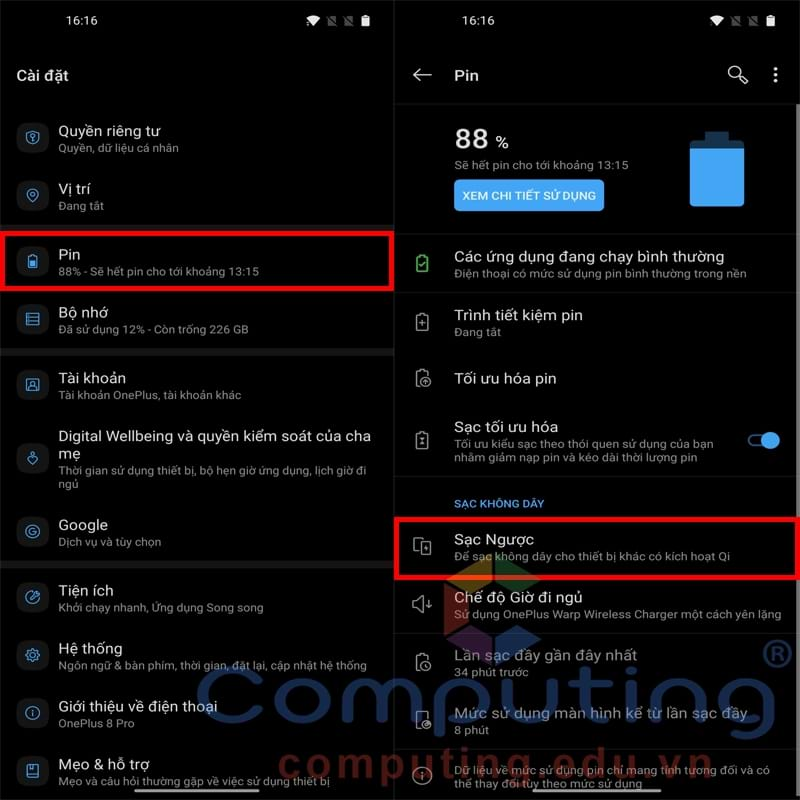 16:16
Cài đặt
Quyền riêng tư
Quyền, dữ liệu cá nhân
Vị trí
Đang tắt
Pin
88% - Sẽ hết pin cho tới khoảng 13:15
Bộ nhớ
Đã sử dụng 12% - Còn trống 226 GB
Tài khoản
Tài khoản OnePlus, tài khoản khác
Digital Wellbeing và quyền kiểm soát của cha
mẹ
Thời gian sử dụng thiết bị, bộ hẹn giờ ứng dụng, lịch giờ đi
ngủ
Google
Dịch vụ và tùy chọn
Tiện ích
Khởi chạy nhanh, Ứng dụng Song song
Hệ thống
Ngôn ngữ & bàn phím, thời gian, đặt lại, cập nhật hệ thống
Giới thiệu về điện thoại
OnePlus 8 Pro
Mẹo & hỗ trợ
Mẹo và câu hỏi thường gặp về việc sử dụng thiết bị
16:16
Pin
88 %
Sẽ hết pin cho tới khoảng 13:15
XEM CHI TIẾT SỬ DỤNG
Các ứng dụng đang chạy bình thường
Điện thoại có mức sử dụng pin bình thường trong nền
Trình tiết kiệm pin
Đang tắt
Tối ưu hóa pin
Sạc tối ưu hóa
Tối ưu kiểu sạc theo thói quen sử dụng của bạn
nhằm giảm nạp pin và kéo dài thời lượng pin
SẠC KHÔNG DÂY
Sạc Ngược
Để sạc không dây cho thiết bị khác có kích hoạt Qi
Chế độ Giờ đi ngủ
Sử dụng OnePlus Warp Wireless Charger một cách yên lặng
Lần sạc đầy gần đây nhất
34 phút trước
Mức sử dụng màn hình kể từ lần sạc đầy
8 phút
Dữ liệu về mức sử dụng pin chỉ mang tính tương đối và có
thể thay đổi tùy theo mức sử dụng
Computing®
computing.edu.vn